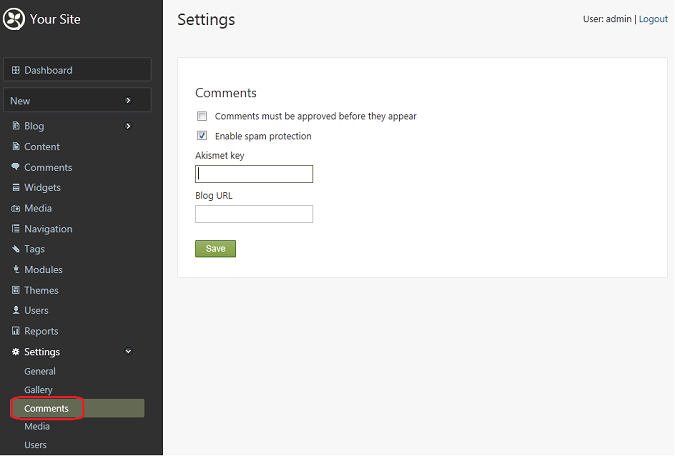 Your Site
Dashboard
New
Blog
Content
Comments
Widgets
Media
Navigation
Tags
Modules
Themes
Users
Reports
Settings
General
Gallery
Comments
Media
Users
Settings
User: admin | Logout
Comments
Comments must be approved before they appear
Enable spam protection
Akismet key
Blog URL
Save